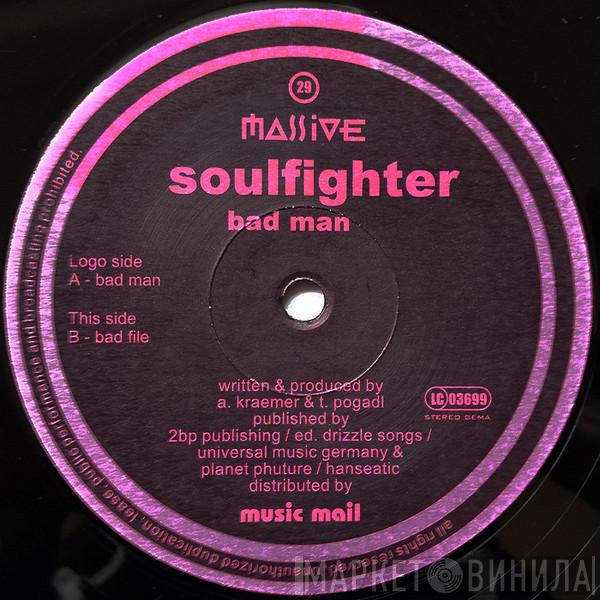 29
MASSIVE
soulfighter
bad man
Logo side
A - bad man
This side
B - bad file
written & produced by
a. kraemer & t. pogadl
published by
2bp publishing / ed. drizzle songs /
universal music germany &
planet phuture / hanseatic
distributed by
music mail
LC 03699
STEREO GEMA
all rights reserved. unauthorized duplication, lease, public performance and broadcasting prohibited.
МАРКЕТ ВИНИЛА